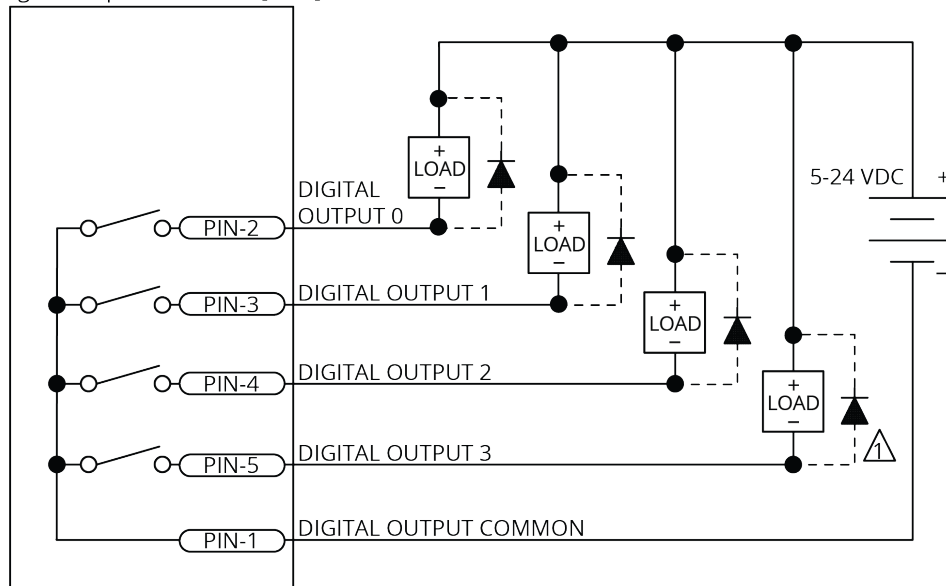 DIGITAL
OUTPUT 0
PIN-2
+
LOAD
−
5-24 VDC
+
−
DIGITAL OUTPUT 1
PIN-3
+
LOAD
−
DIGITAL OUTPUT 2
PIN-4
+
LOAD
−
DIGITAL OUTPUT 3
PIN-5
+
LOAD
−
1
DIGITAL OUTPUT COMMON
PIN-1